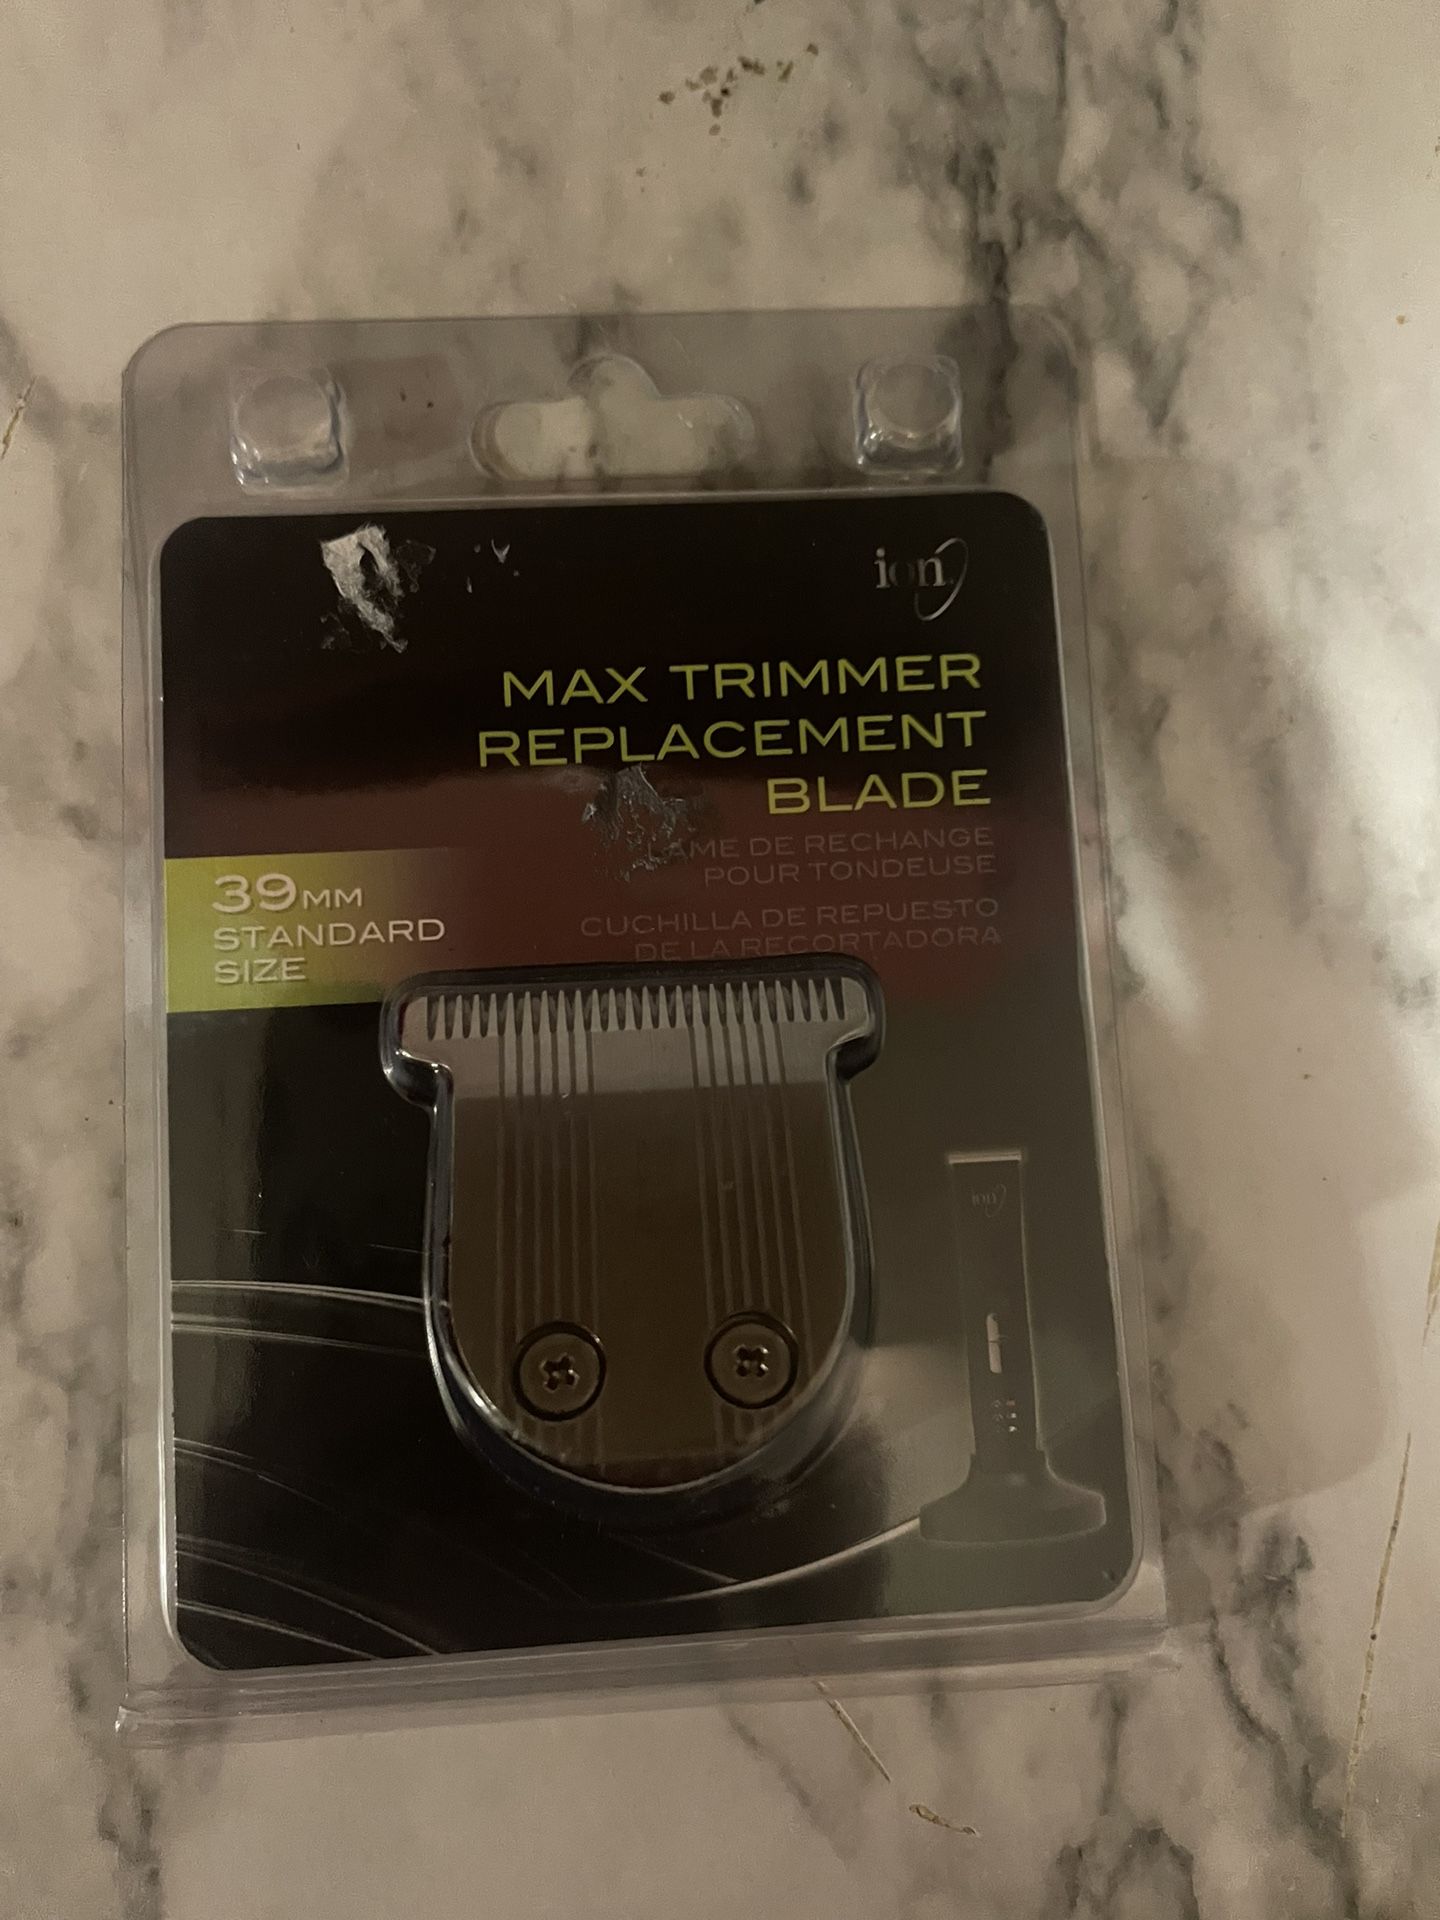 ion
MAX TRIMMER
REPLACEMENT
BLADE
LAME DE RECHANGE
POUR TONDEUSE
CUCHILLA DE REPUESTO
DE LA RECORTADORA
39MM
STANDARD
SIZE
ion